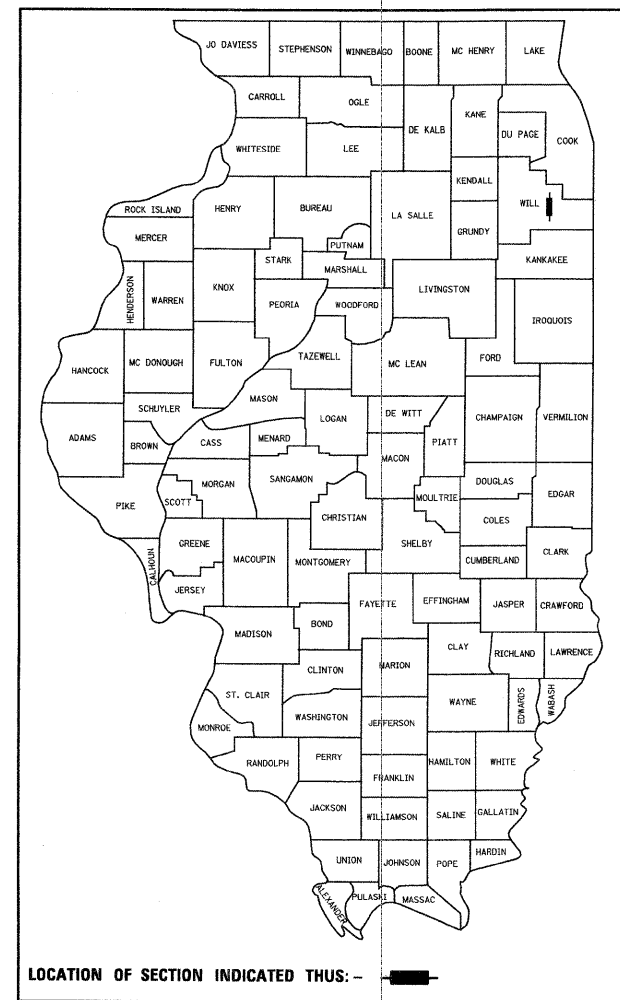 JO DAVIESS STEPHENSON WINNEBAGO BOONE MC HENRY LAKE
CARROLL OGLE KANE DU PAGE COOK
DE KALB
WHITESIDE LEE
KENDALL
ROCK ISLAND HENRY BUREAU LA SALLE WILL
MERCER PUTNAM GRUNDY
STARK MARSHALL KANKAKEE
HENDERSON WARREN KNOX PEORIA WOODFORD LIVINGSTON
IROQUOIS
HANCOCK MC DONOUGH FULTON TAZEWELL MC LEAN FORD
MASON
SCHUYLER LOGAN DE WITT CHAMPAIGN VERMILION
ADAMS BROWN CASS MENARD PIATT
MACON
MORGAN SANGAMON DOUGLAS
PIKE SCOTT MOULTRIE EDGAR
CHRISTIAN COLES
GREENE MACOUPIN MONTGOMERY SHELBY
CALHOUN CUMBERLAND CLARK
JERSEY
FAYETTE EFFINGHAM JASPER CRAWFORD
MADISON BOND
CLAY RICHLAND LAWRENCE
CLINTON MARION
ST. CLAIR WAYNE EDWARDS WABASH
MONROE WASHINGTON JEFFERSON
RANDOLPH PERRY HAMILTON WHITE
FRANKLIN
JACKSON WILLIAMSON SALINE GALLATIN
UNION JOHNSON POPE HARDIN
ALEXANDER PULASKI MASSAC
LOCATION OF SECTION INDICATED THUS:-